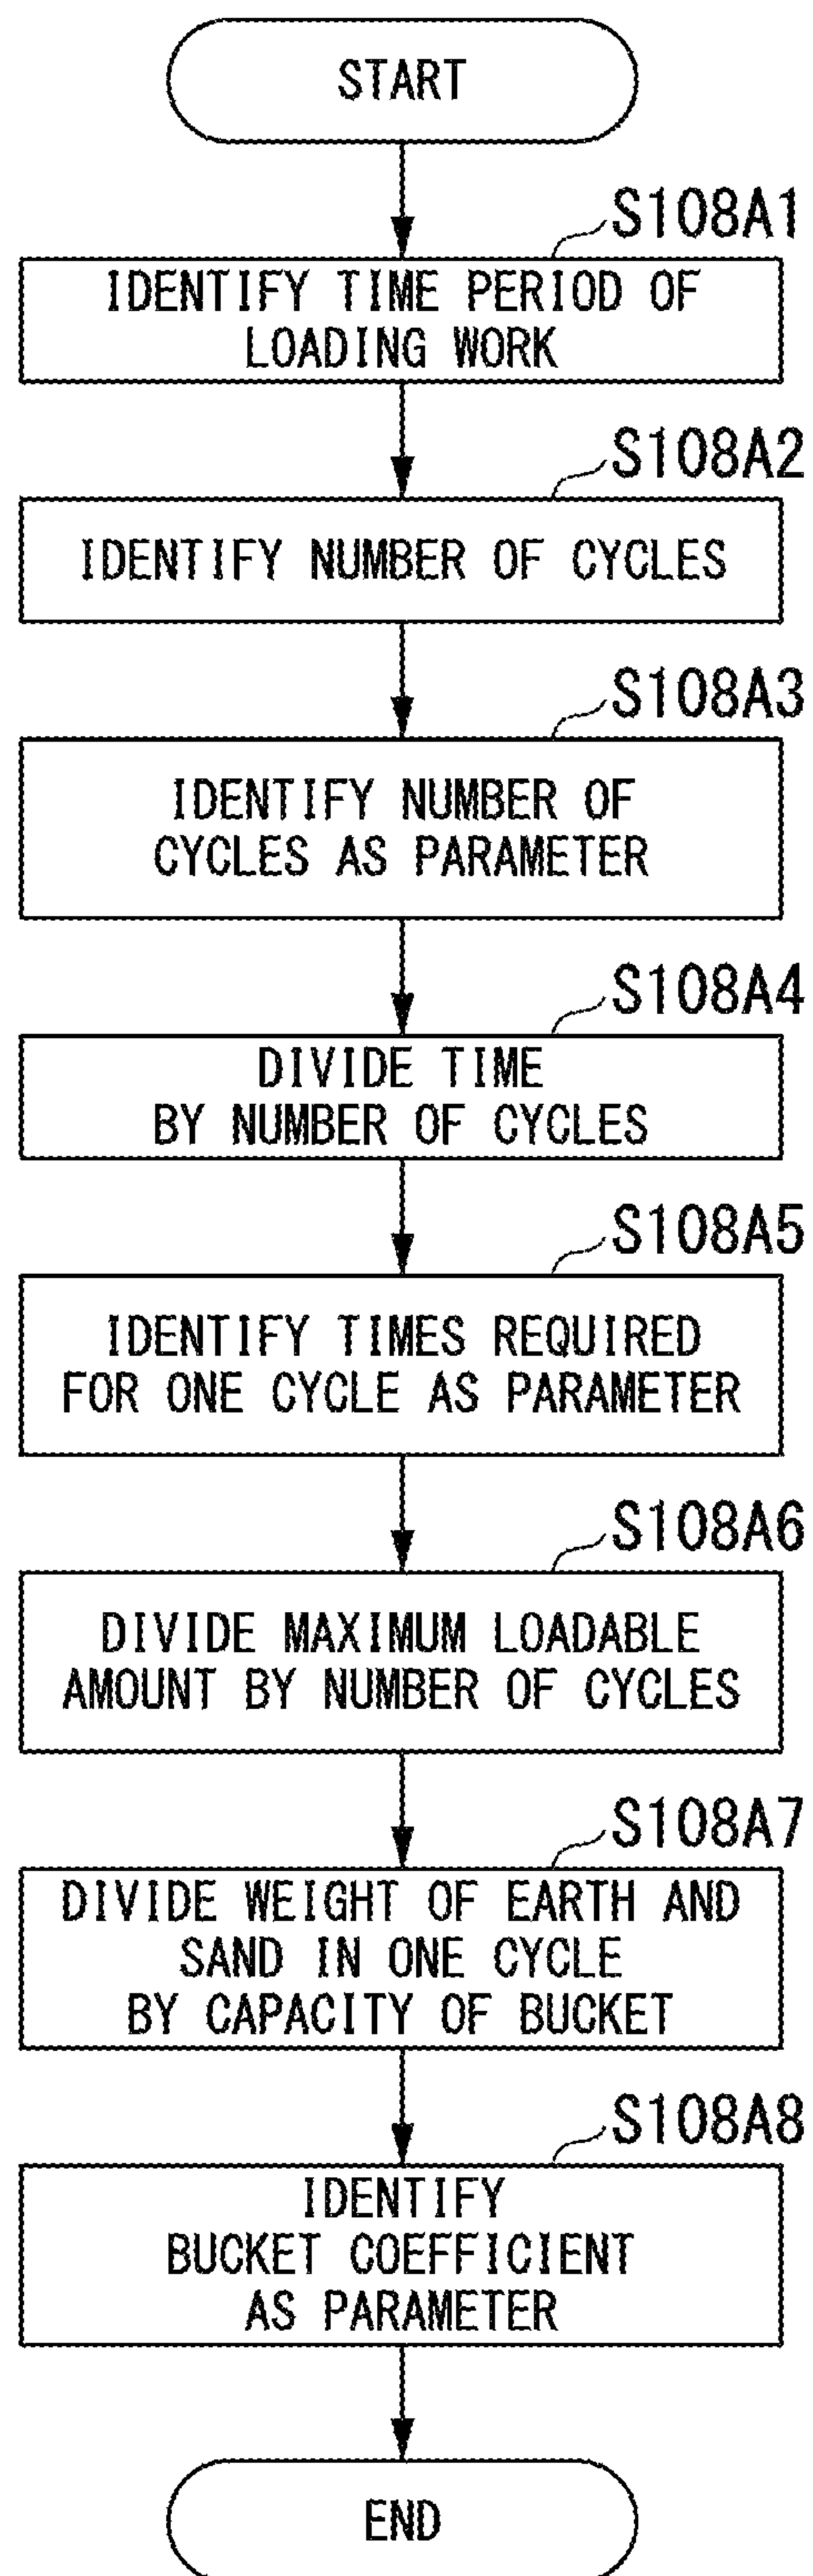 START
S108A1
IDENTIFY TIME PERIOD OF
LOADING WORK
S108A2
IDENTIFY NUMBER OF CYCLES
S108A3
IDENTIFY NUMBER OF
CYCLES AS PARAMETER
S108A4
DIVIDE TIME
BY NUMBER OF CYCLES
S108A5
IDENTIFY TIMES REQUIRED
FOR ONE CYCLE AS PARAMETER
S108A6
DIVIDE MAXIMUM LOADABLE
AMOUNT BY NUMBER OF CYCLES
S108A7
DIVIDE WEIGHT OF EARTH AND
SAND IN ONE CYCLE
BY CAPACITY OF BUCKET
S108A8
IDENTIFY
BUCKET COEFFICIENT
AS PARAMETER
END